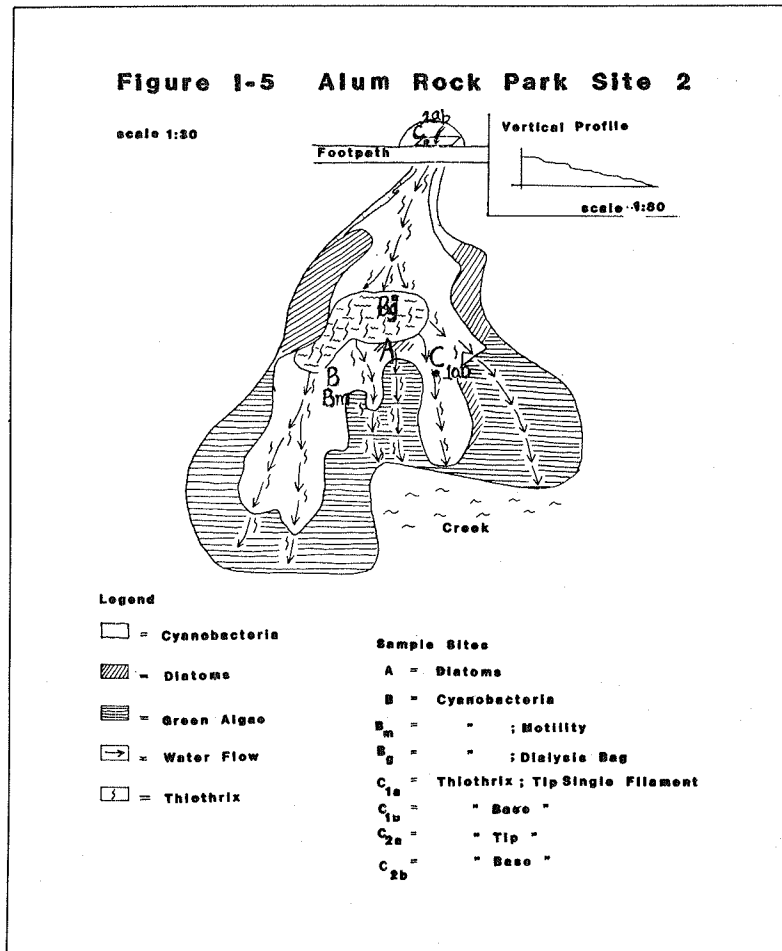 Figure I-5 Alum Rock Park Site 2
scale 1:30
2ab
C
Footpath
Vertical Profile
scale 1:80
Bg
A
B
C
1ab
Bm
Creek
Legend
= Cyanobacteria
= Diatoms
= Green Algae
= Water Flow
= Thiothrix
Sample Sites
A = Diatoms
B = Cyanobacteria
Bm = " ; Motility
Bg = " ; Dialysis Bag
C1a = Thiothrix ; Tip Single Filament
C1b = " Base "
C2a = " Tip "
C2b = " Base "